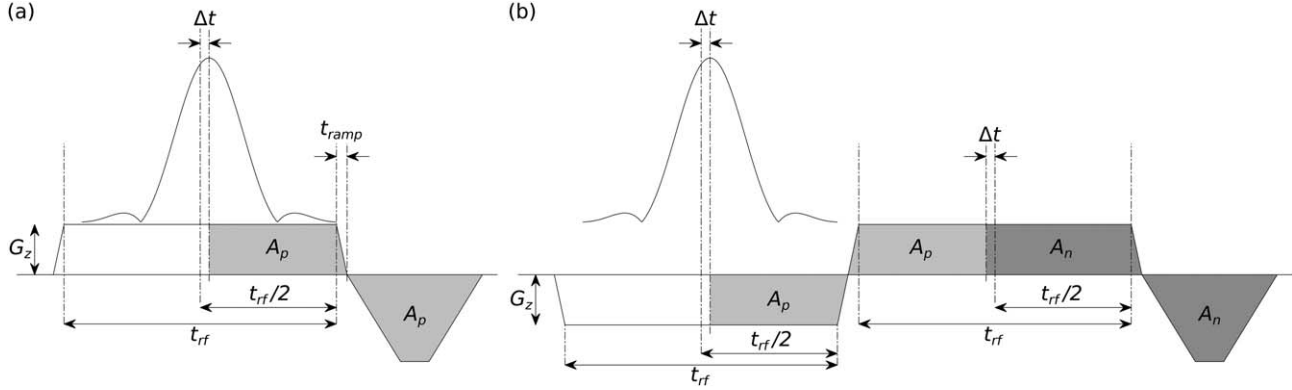 (a)
Δt
t_ramp
G_z
A_p
t_rf/2
t_rf
A_p
(b)
Δt
Δt
G_z
A_p
A_p
A_n
t_rf/2
t_rf/2
t_rf
t_rf
A_n